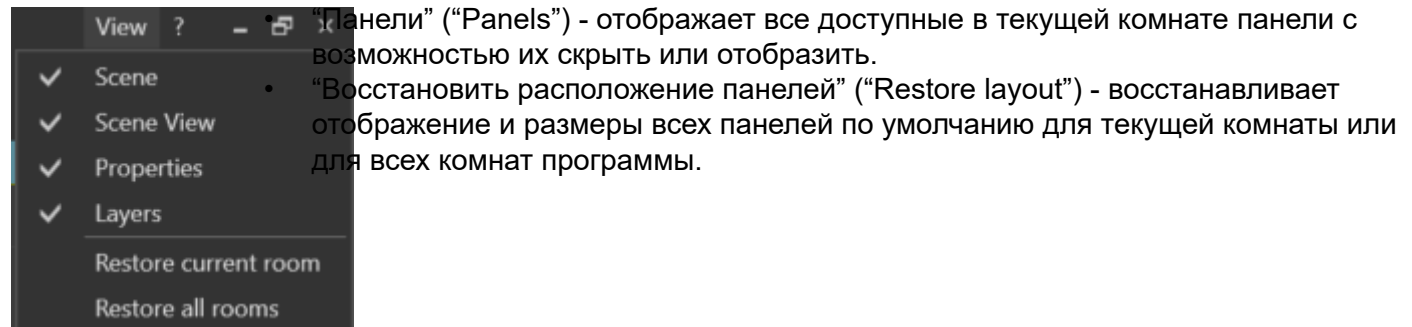 View ?
Scene
Scene View
Properties
Layers
Restore current room
Restore all rooms
• “Панели” (“Panels”) - отображает все доступные в текущей комнате панели с
возможностью их скрыть или отобразить.
• “Восстановить расположение панелей” (“Restore layout”) - восстанавливает
отображение и размеры всех панелей по умолчанию для текущей комнаты или
для всех комнат программы.